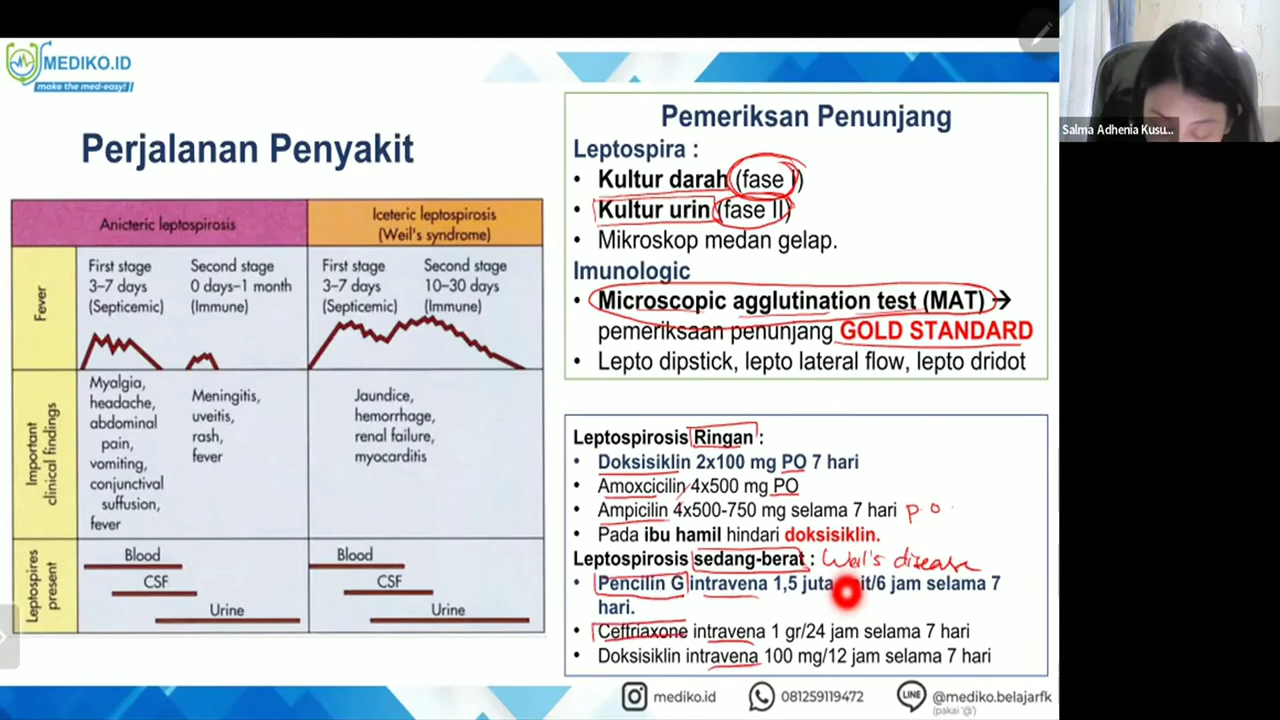 MEDIKO.ID
make the med-easy!
Perjalanan Penyakit
Anicteric leptospirosis
Iceteric leptospirosis
(Weil's syndrome)
Fever
First stage
3–7 days
(Septicemic)
Second stage
0 days–1 month
(Immune)
First stage
3–7 days
(Septicemic)
Second stage
10–30 days
(Immune)
Important
clinical findings
Myalgia,
headache,
abdominal
pain,
vomiting,
conjunctival
suffusion,
fever
Meningitis,
uveitis,
rash,
fever
Jaundice,
hemorrhage,
renal failure,
myocarditis
Leptospires
present
Blood
CSF
Urine
Blood
CSF
Urine
Pemeriksan Penunjang
Leptospira :
• Kultur darah (fase I)
• Kultur urin (fase II)
• Mikroskop medan gelap.
Imunologic
• Microscopic agglutination test (MAT) →
pemeriksaan penunjang GOLD STANDARD
• Lepto dipstick, lepto lateral flow, lepto dridot
Leptospirosis Ringan :
• Doksisiklin 2x100 mg PO 7 hari
• Amoxcicilin 4x500 mg PO
• Ampicilin 4x500-750 mg selama 7 hari p.o.
• Pada ibu hamil hindari doksisiklin.
Leptospirosis sedang-berat : Weil's disease
• Pencilin G intravena 1,5 juta /6 jam selama 7
hari.
• Ceftriaxone intravena 1 gr/24 jam selama 7 hari
• Doksisiklin intravena 100 mg/12 jam selama 7 hari
mediko.id
081259119472
LINE
@mediko.belajarfk
(pakai '@')
Salma Adhenia Kusu...